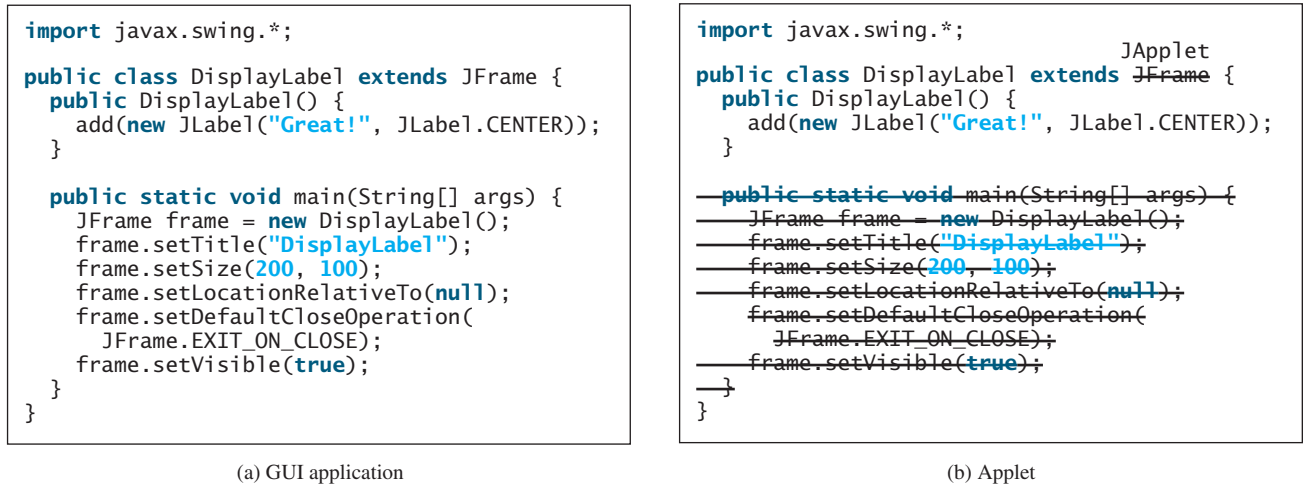 import javax.swing.*;
public class DisplayLabel extends JFrame {
public DisplayLabel() {
add(new JLabel("Great!", JLabel.CENTER));
}
public static void main(String[] args) {
JFrame frame = new DisplayLabel();
frame.setTitle("DisplayLabel");
frame.setSize(200, 100);
frame.setLocationRelativeTo(null);
frame.setDefaultCloseOperation(
JFrame.EXIT_ON_CLOSE);
frame.setVisible(true);
}
}
(a) GUI application
import javax.swing.*;
JApplet
public class DisplayLabel extends JFrame {
public DisplayLabel() {
add(new JLabel("Great!", JLabel.CENTER));
}
public static void main(String[] args) {
JFrame frame = new DisplayLabel();
frame.setTitle("DisplayLabel");
frame.setSize(200, 100);
frame.setLocationRelativeTo(null);
frame.setDefaultCloseOperation(
JFrame.EXIT_ON_CLOSE);
frame.setVisible(true);
}
}
(b) Applet